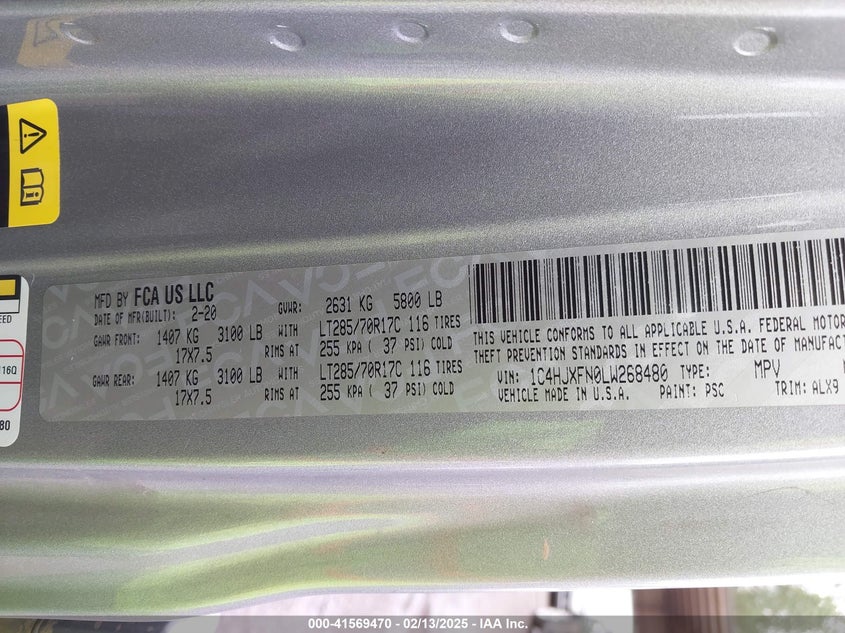 MFD BY FCA US LLC
DATE OF MFR(BUILT): 2-20 GVWR: 2631 KG 5800 LB
GAWR FRONT: 1407 KG 3100 LB WITH LT285/70R17C 116 TIRES
17X7.5 RIMS AT 255 KPA ( 37 PSI) COLD
GAWR REAR: 1407 KG 3100 LB WITH LT285/70R17C 116 TIRES
17X7.5 RIMS AT 255 KPA ( 37 PSI) COLD
THIS VEHICLE CONFORMS TO ALL APPLICABLE U.S.A. FEDERAL MOTOR
THEFT PREVENTION STANDARDS IN EFFECT ON THE DATE OF MANUFACTUR
VIN: 1C4HJXFN0LW268480 TYPE: MPV
VEHICLE MADE IN U.S.A. PAINT: PSC TRIM: ALX9
EED
116Q
80
000-41569470 - 02/13/2025 - IAA Inc.